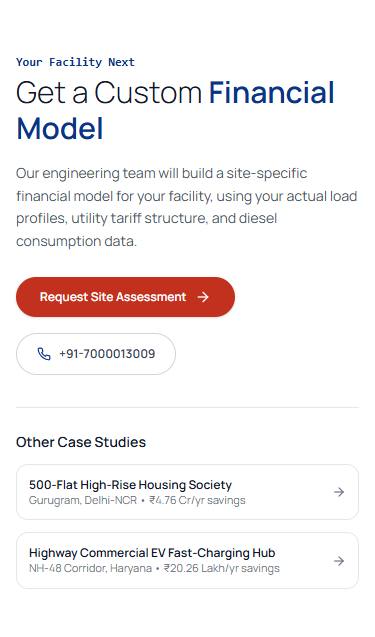 Your Facility Next
Get a Custom Financial
Model
Our engineering team will build a site-specific
financial model for your facility, using your actual load
profiles, utility tariff structure, and diesel
consumption data.
Request Site Assessment →
+91-7000013009
Other Case Studies
500-Flat High-Rise Housing Society
Gurugram, Delhi-NCR • ₹4.76 Cr/yr savings
Highway Commercial EV Fast-Charging Hub
NH-48 Corridor, Haryana • ₹20.26 Lakh/yr savings